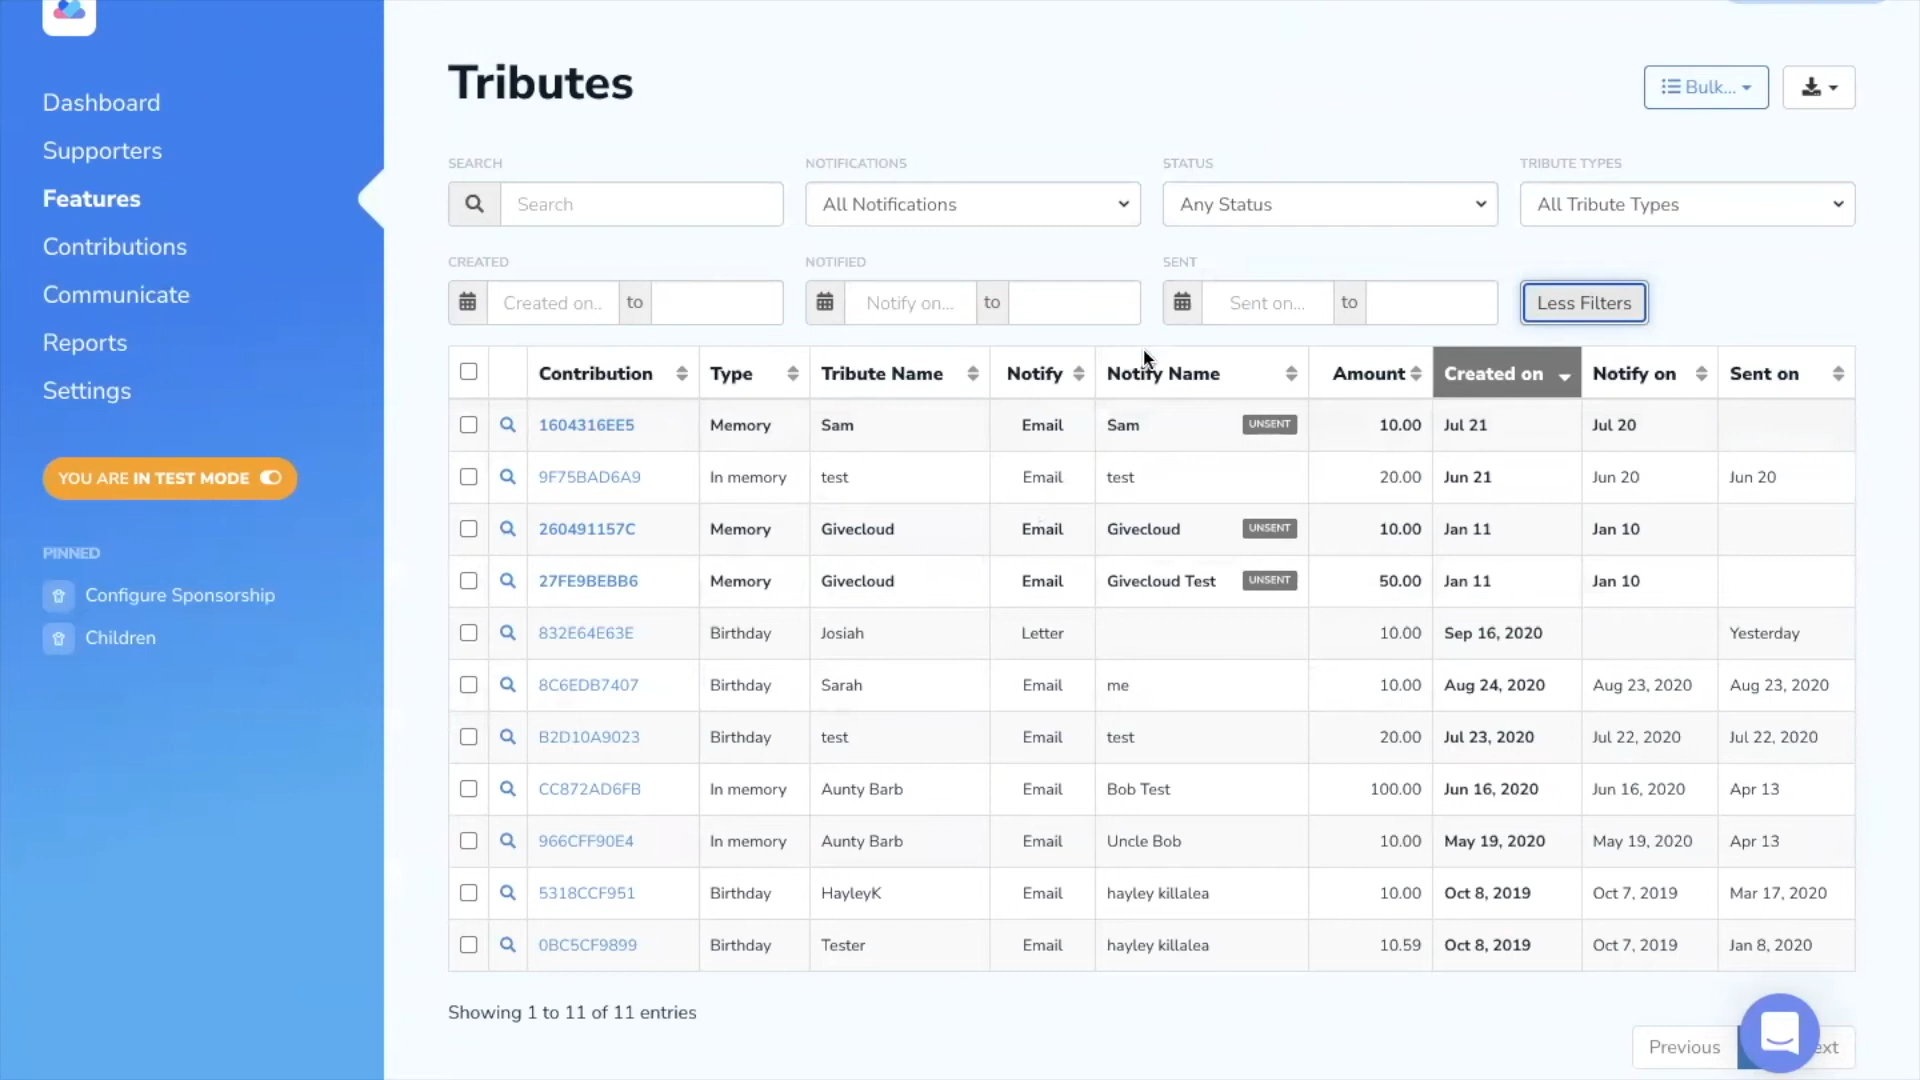 Dashboard
Supporters
Features
Contributions
Communicate
Reports
Settings
YOU ARE IN TEST MODE
PINNED
Configure Sponsorship
Children
Tributes
Bulk...
SEARCH NOTIFICATIONS STATUS TRIBUTE TYPES
Search All Notifications Any Status All Tribute Types
CREATED NOTIFIED SENT
Created on.. to Notify on... to Sent on... to Less Filters
Contribution Type Tribute Name Notify Notify Name Amount Created on Notify on Sent on
1604316EE5 Memory Sam Email Sam UNSENT 10.00 Jul 21 Jul 20
9F75BAD6A9 In memory test Email test 20.00 Jun 21 Jun 20 Jun 20
260491157C Memory Givecloud Email Givecloud UNSENT 10.00 Jan 11 Jan 10
27FE9BEBB6 Memory Givecloud Email Givecloud Test UNSENT 50.00 Jan 11 Jan 10
832E64E63E Birthday Josiah Letter 10.00 Sep 16, 2020 Yesterday
8C6EDB7407 Birthday Sarah Email me 10.00 Aug 24, 2020 Aug 23, 2020 Aug 23, 2020
B2D10A9023 Birthday test Email test 20.00 Jul 23, 2020 Jul 22, 2020 Jul 22, 2020
CC872AD6FB In memory Aunty Barb Email Bob Test 100.00 Jun 16, 2020 Jun 16, 2020 Apr 13
966CFF90E4 In memory Aunty Barb Email Uncle Bob 10.00 May 19, 2020 May 19, 2020 Apr 13
5318CCF951 Birthday HayleyK Email hayley killalea 10.00 Oct 8, 2019 Oct 7, 2019 Mar 17, 2020
0BC5CF9899 Birthday Tester Email hayley killalea 10.59 Oct 8, 2019 Oct 7, 2019 Jan 8, 2020
Showing 1 to 11 of 11 entries
Previous ext